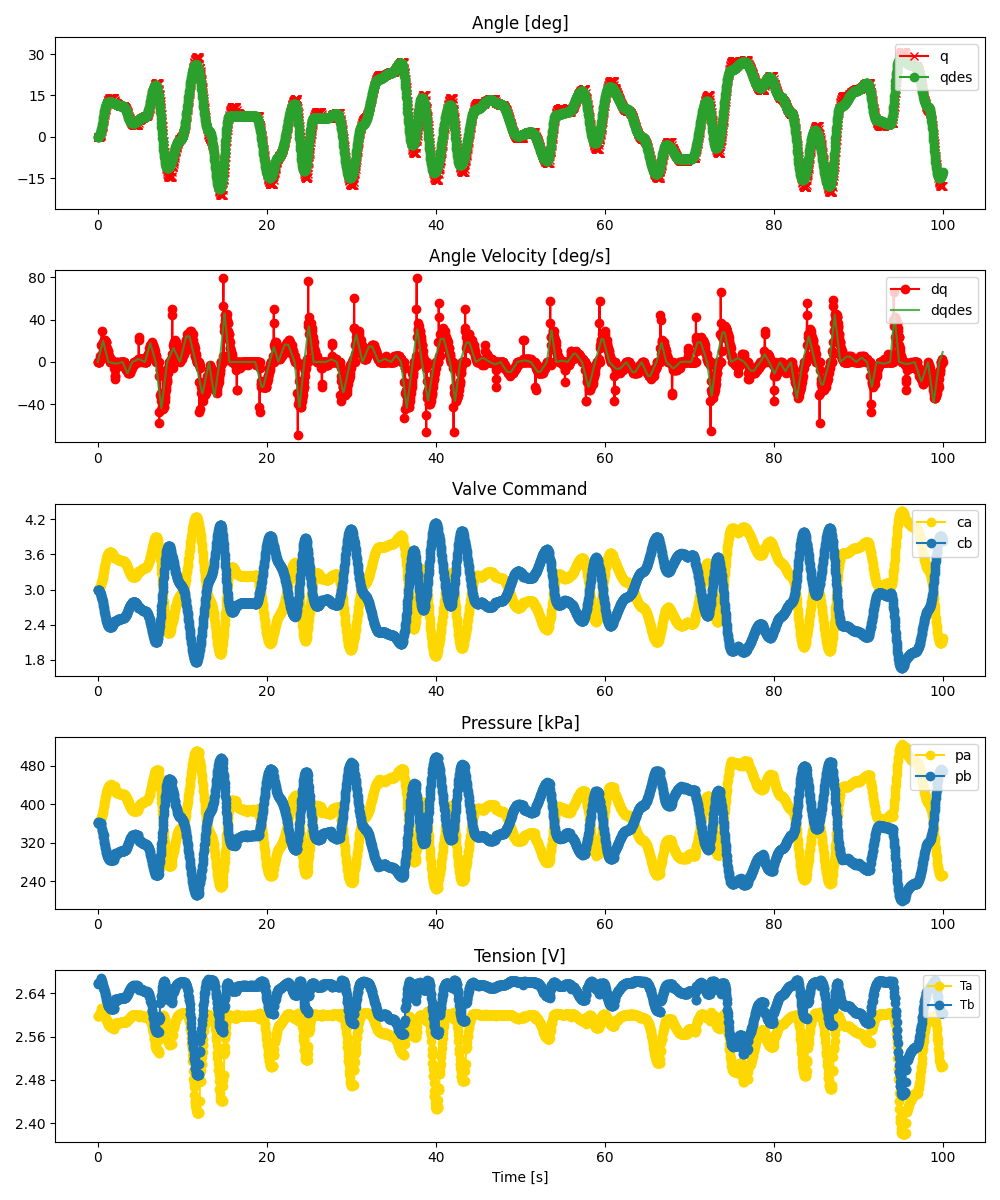 Angle [deg]
30
15
0
−15
0 20 40 60 80 100
q
qdes
Angle Velocity [deg/s]
80
40
0
−40
0 20 40 60 80 100
dq
dqdes
Valve Command
4.2
3.6
3.0
2.4
1.8
0 20 40 60 80 100
ca
cb
Pressure [kPa]
480
400
320
240
0 20 40 60 80 100
pa
pb
Tension [V]
2.64
2.56
2.48
2.40
0 20 40 60 80 100
Ta
Tb
Time [s]